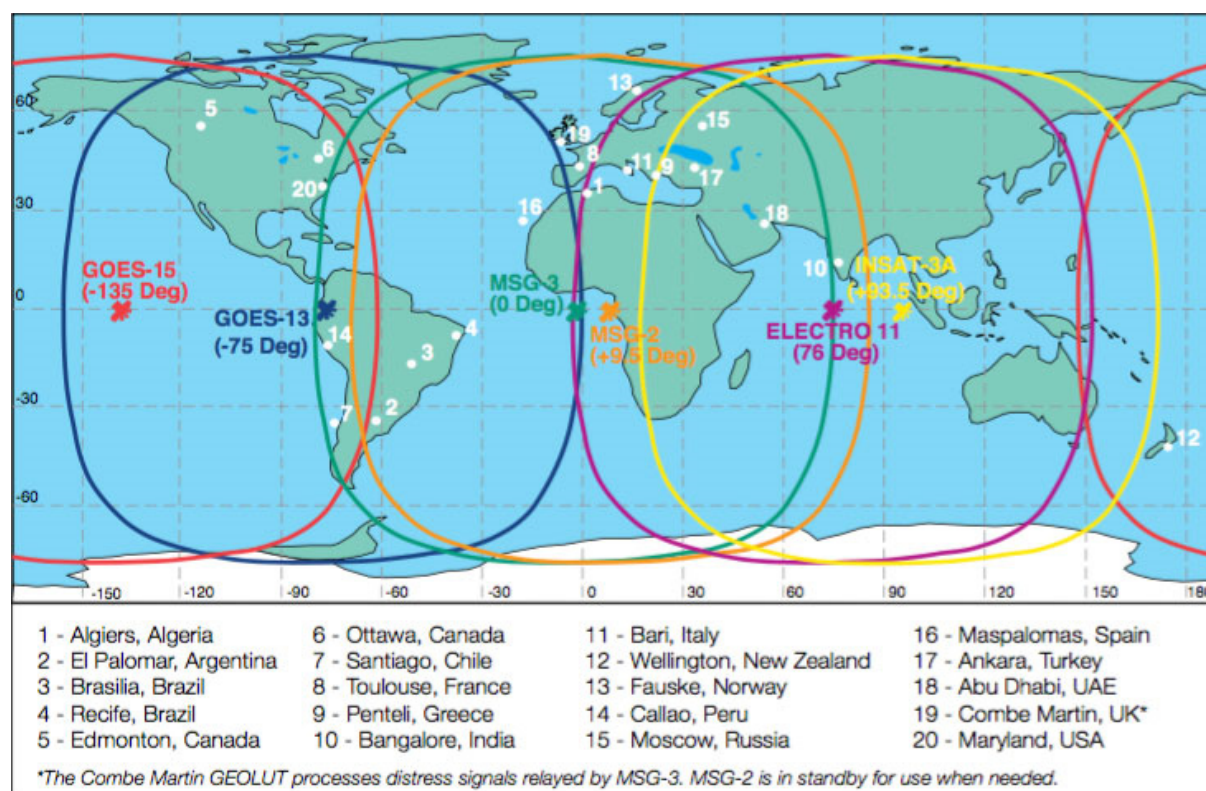 60
30
0
-30
-60
5
6
20
13
19
8
1
16
11
9
15
17
18
10
14
4
3
7
2
12
GOES-15
(-135 Deg)
GOES-13
(-75 Deg)
MSG-3
(0 Deg)
MSG-2
(+9.5 Deg)
ELECTRO 11
(76 Deg)
INSAT-3A
(+93.5 Deg)
-150 -120 -90 -60 -30 0 30 60 90 120 150 180
1 - Algiers, Algeria 6 - Ottawa, Canada 11 - Bari, Italy 16 - Maspalomas, Spain
2 - El Palomar, Argentina 7 - Santiago, Chile 12 - Wellington, New Zealand 17 - Ankara, Turkey
3 - Brasilia, Brazil 8 - Toulouse, France 13 - Fauske, Norway 18 - Abu Dhabi, UAE
4 - Recife, Brazil 9 - Penteli, Greece 14 - Callao, Peru 19 - Combe Martin, UK*
5 - Edmonton, Canada 10 - Bangalore, India 15 - Moscow, Russia 20 - Maryland, USA
*The Combe Martin GEOLUT processes distress signals relayed by MSG-3. MSG-2 is in standby for use when needed.